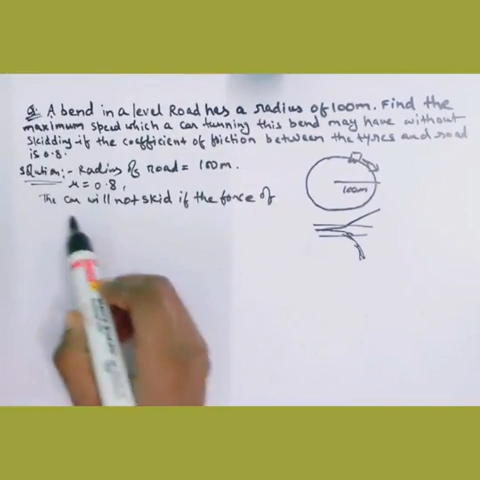 Q:- A bend in a level Road has a radius of 100m. Find the
maximum speed which a car turning this bend may have without
skidding if the coefficient of friction between the tyres and road
is 0.8.
Solution:- Radius of road = 100m.
μ = 0.8,
The car will not skid if the force of
100m